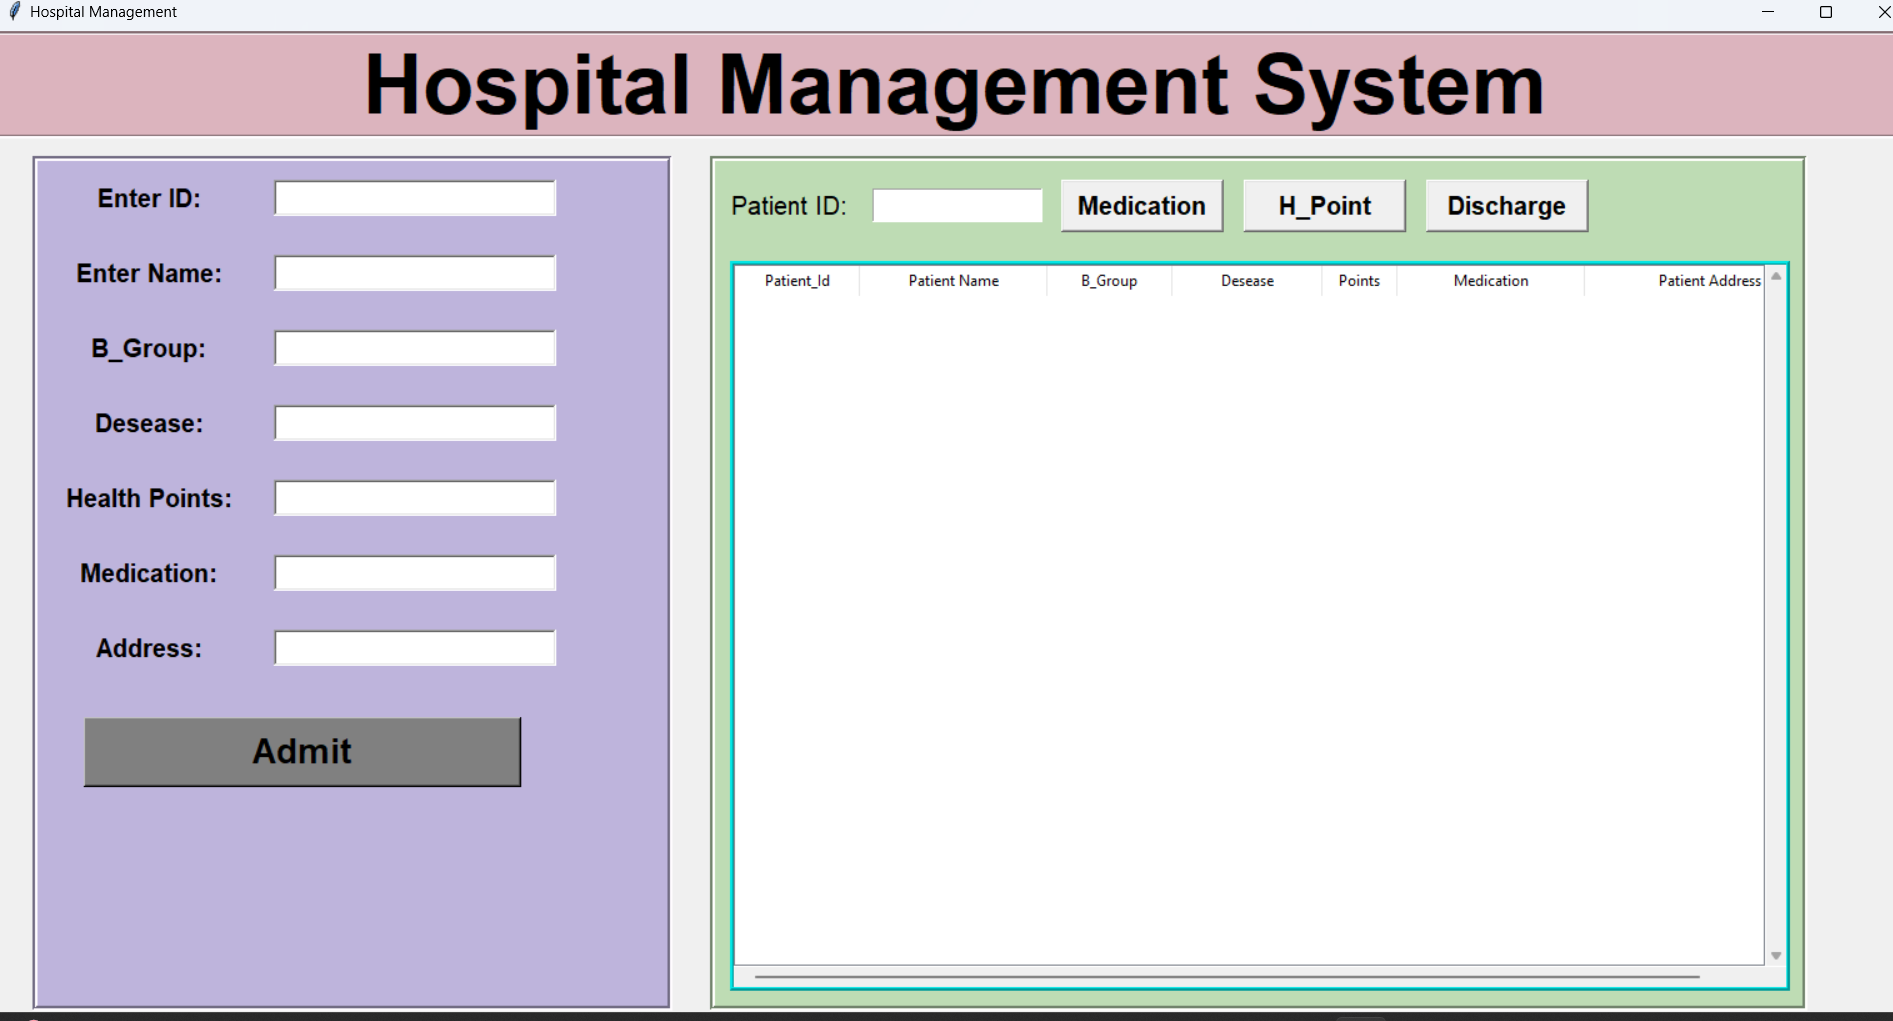 Hospital Management
Hospital Management System
Enter ID:
Enter Name:
B_Group:
Desease:
Health Points:
Medication:
Address:
Admit
Patient ID: Medication H_Point Discharge
Patient_Id Patient Name B_Group Desease Points Medication Patient Address